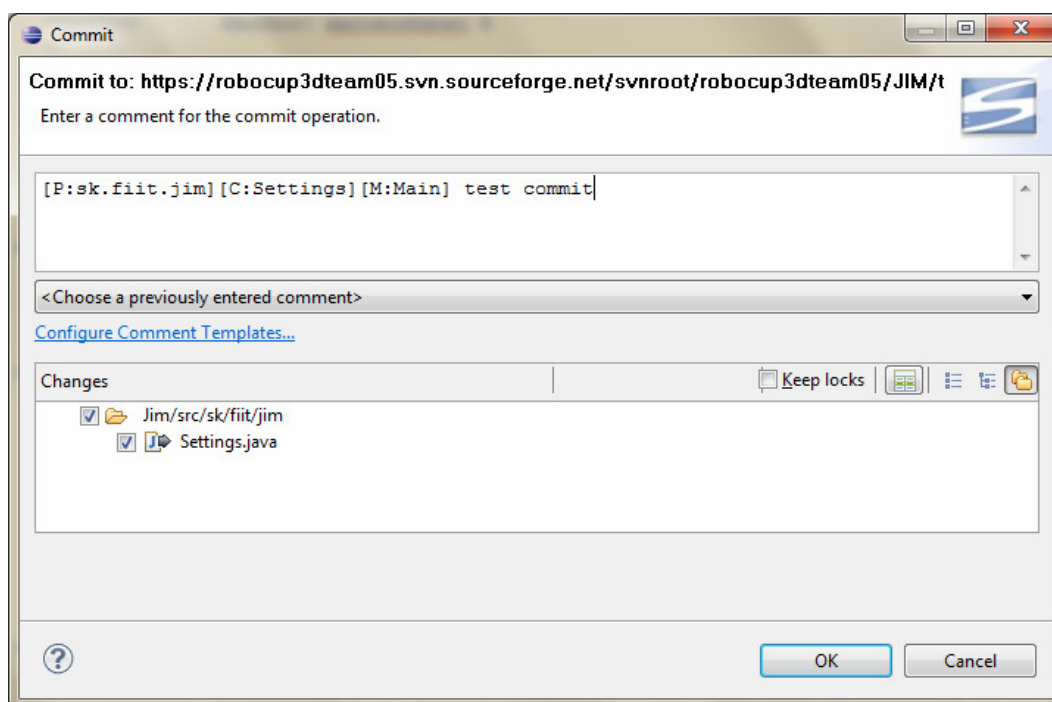 Commit
Commit to: https://robocup3dteam05.svn.sourceforge.net/svnroot/robocup3dteam05/JIM/t
Enter a comment for the commit operation.
[P:sk.fiit.jim][C:Settings][M:Main] test commit
<Choose a previously entered comment>
Configure Comment Templates...
Changes Keep locks
Jim/src/sk/fiit/jim
Settings.java
OK Cancel